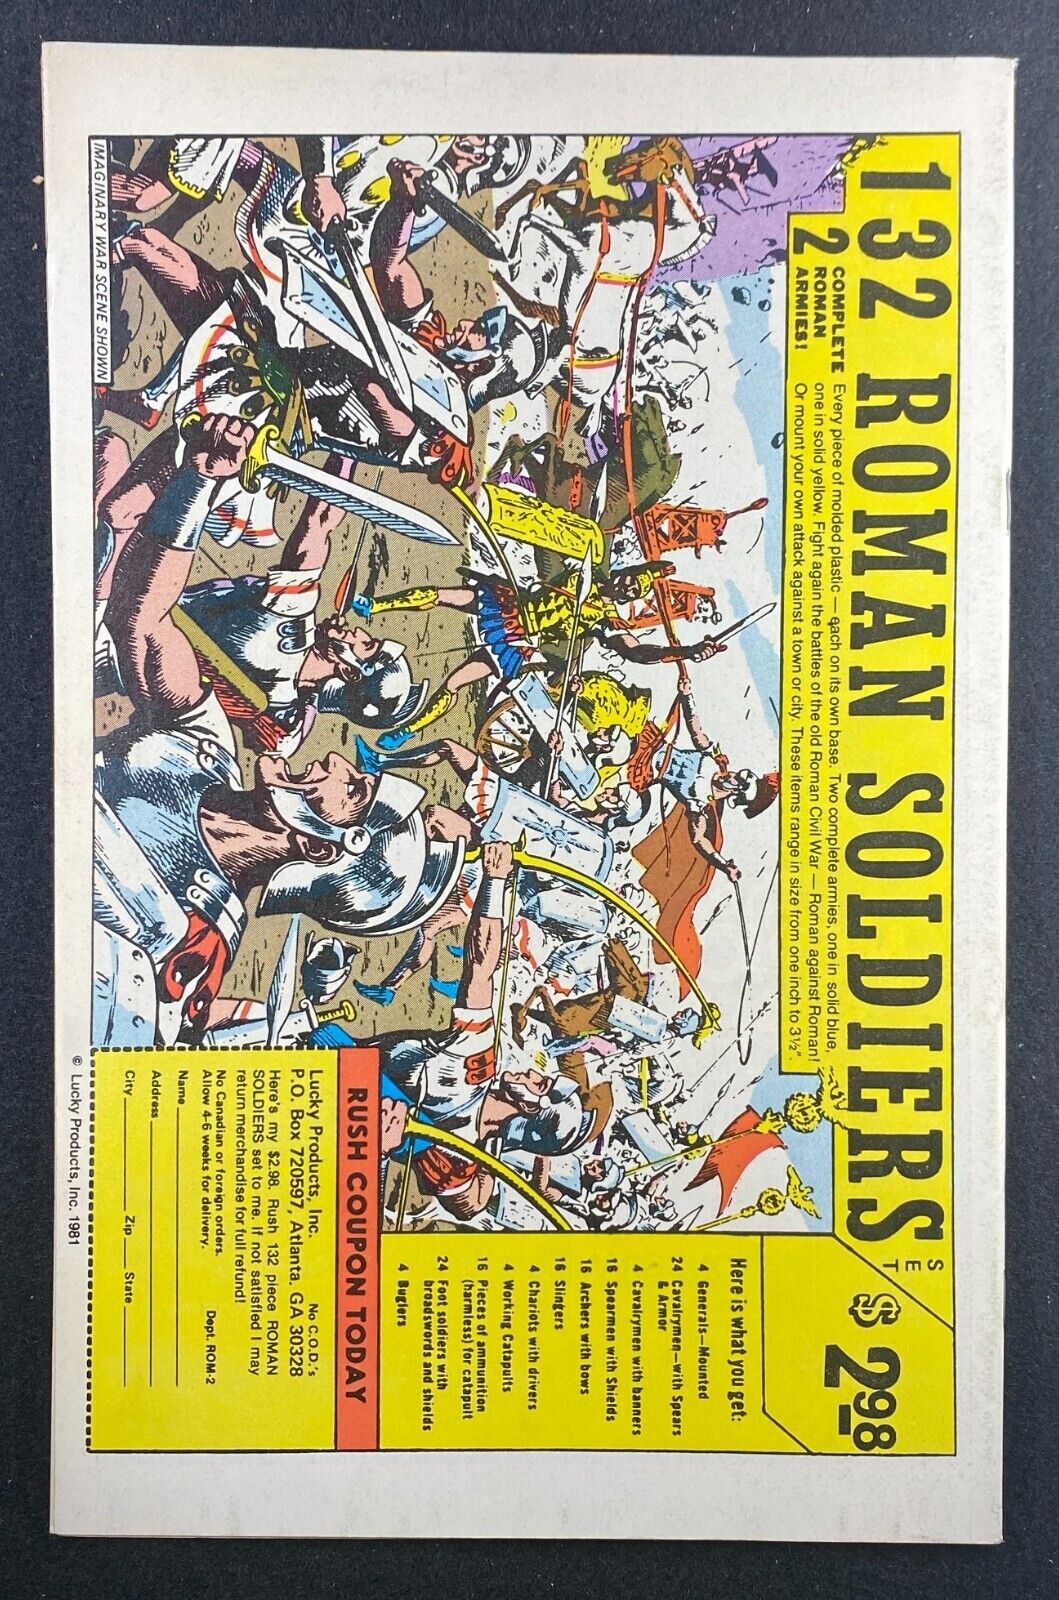 132 ROMAN SOLDIERS
SET
$2.98
2 COMPLETE
ROMAN
ARMIES!
Every piece of molded plastic — each on its own base. Two complete armies, one in solid blue,
one in solid yellow. Fight again the battles of the old Roman Civil War — Roman against Roman!
Or mount your own attack against a town or city. These items range in size from one inch to 3½".
Here is what you get:
4 Generals—Mounted
24 Cavalrymen—with Spears
& Armor
4 Cavalrymen with banners
16 Spearmen with Shields
16 Archers with bows
16 Slingers
4 Chariots with drivers
4 Working Catapults
16 Pieces of ammunition
(harmless) for catapult
24 Foot soldiers with
broadswords and shields
4 Buglers
RUSH COUPON TODAY
Lucky Products, Inc. No C.O.D.'s
P.O. Box 720597, Atlanta. GA 30328
Here's my $2.98. Rush 132 piece ROMAN
SOLDIERS set to me. If not satisfied I may
return merchandise for full refund!
No Canadian or foreign orders.
Allow 4-6 weeks for delivery. Dept. ROM-2
Name
Address
City Zip State
IMAGINARY WAR SCENE SHOWN
© Lucky Products, Inc. 1981